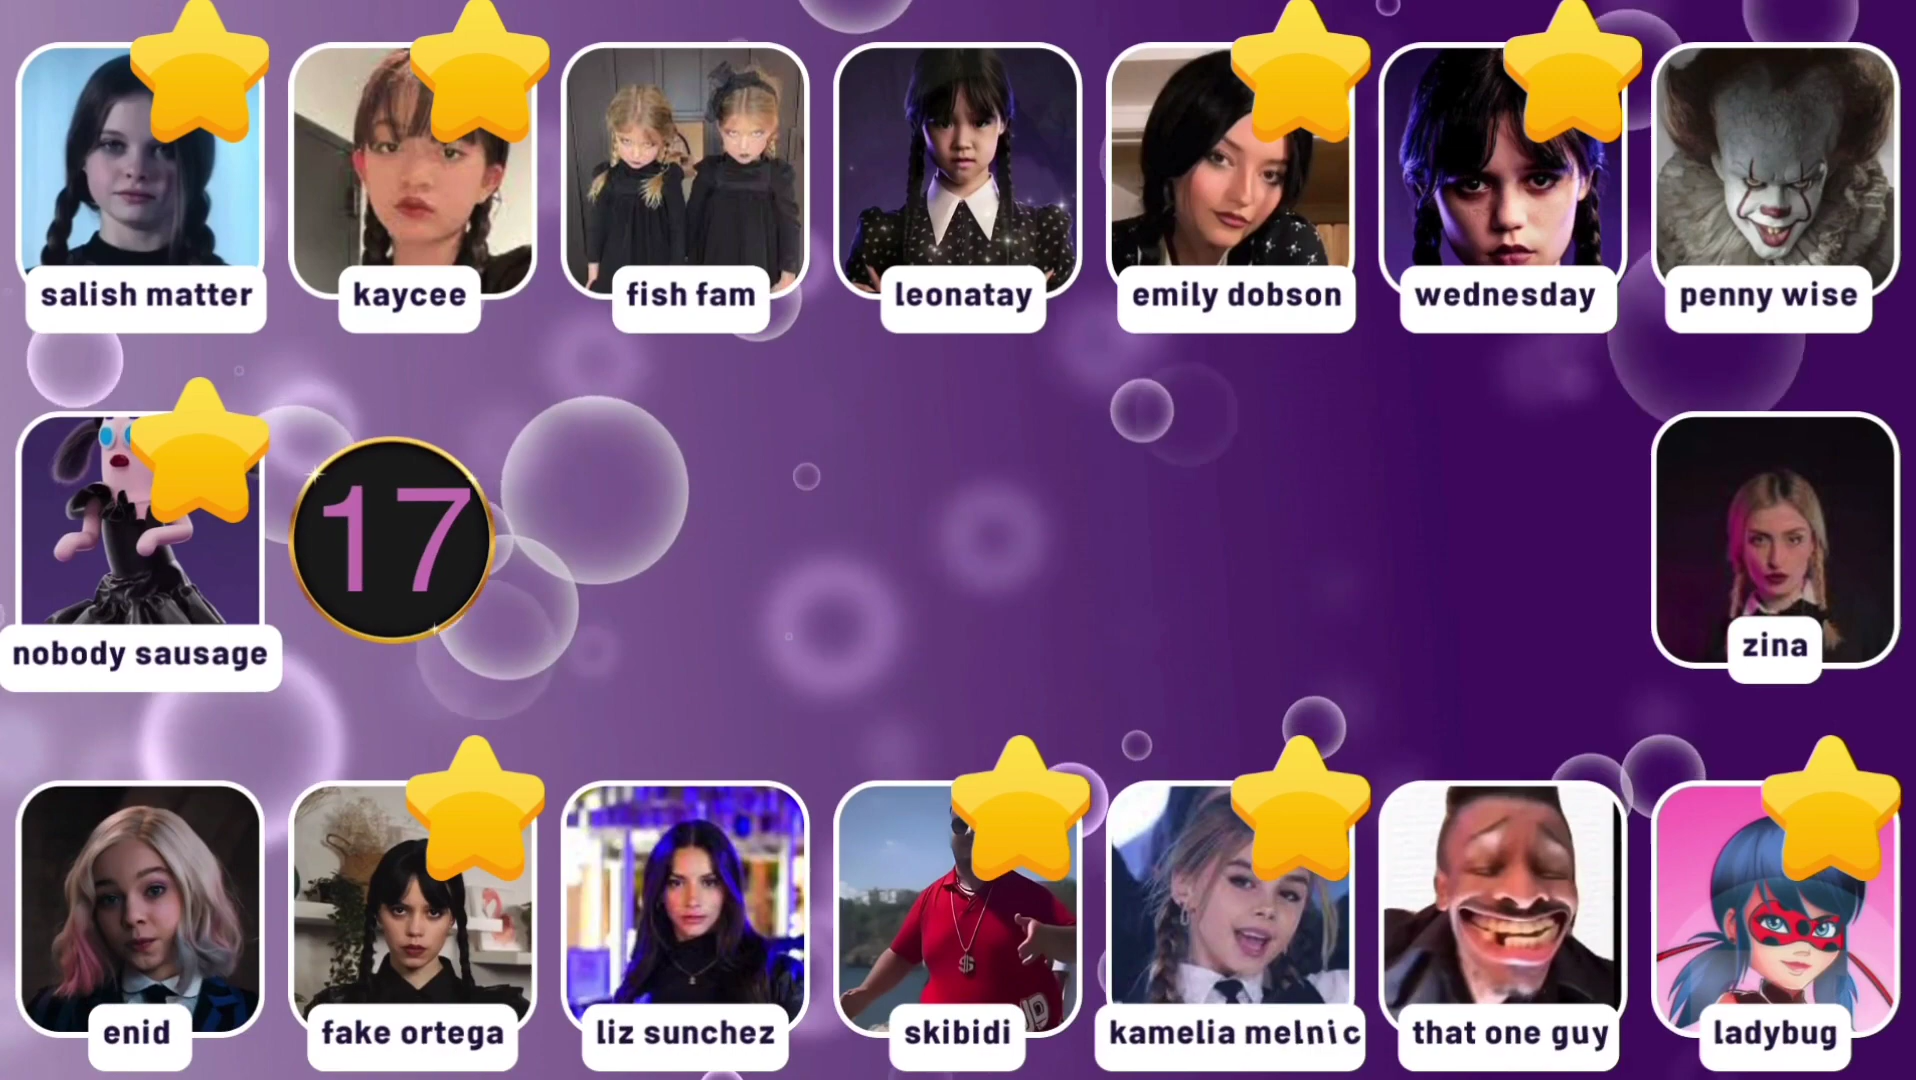 salish matter
kaycee
fish fam
leonatay
emily dobson
wednesday
penny wise
nobody sausage
17
zina
enid
fake ortega
liz sunchez
skibidi
kamelia melnic
that one guy
ladybug